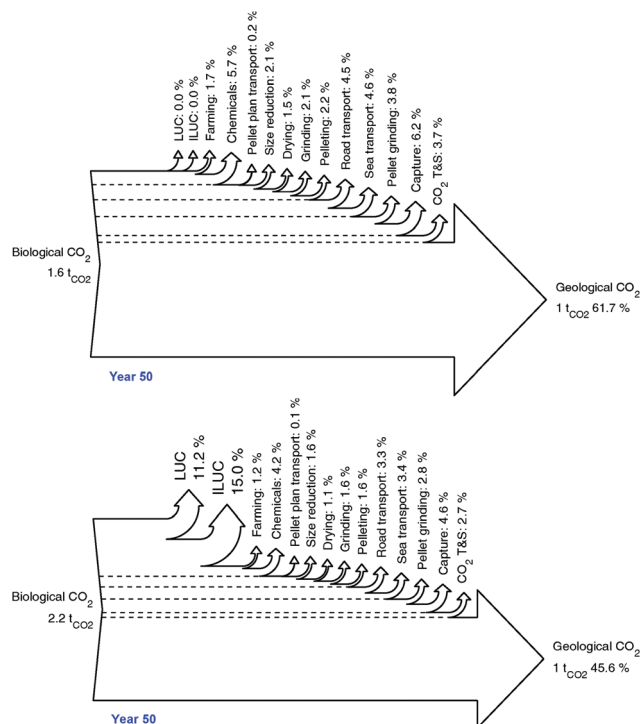 LUC: 0.0 %
ILUC: 0.0 %
Farming: 1.7 %
Chemicals: 5.7 %
Pellet plan transport: 0.2 %
Size reduction: 2.1 %
Drying: 1.5 %
Grinding: 2.1 %
Pelleting: 2.2 %
Road transport: 4.5 %
Sea transport: 4.6 %
Pellet grinding: 3.8 %
Capture: 6.2 %
CO2 T&S: 3.7 %
Biological CO2
1.6 tCO2
Geological CO2
1 tCO2 61.7 %
Year 50
LUC
11.2 %
ILUC
15.0 %
Farming: 1.2 %
Chemicals: 4.2 %
Pellet plan transport: 0.1 %
Size reduction: 1.6 %
Drying: 1.1 %
Grinding: 1.6 %
Pelleting: 1.6 %
Road transport: 3.3 %
Sea transport: 3.4 %
Pellet grinding: 2.8 %
Capture: 4.6 %
CO2 T&S: 2.7 %
Biological CO2
2.2 tCO2
Geological CO2
1 tCO2 45.6 %
Year 50